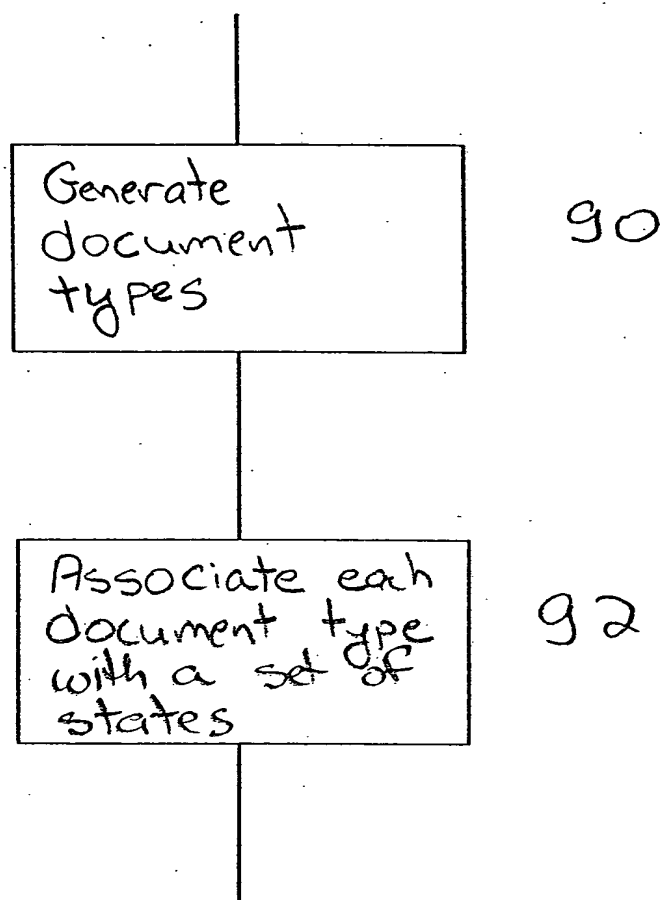 Generate
document
types
90
Associate each
document type
with a set of
states
92